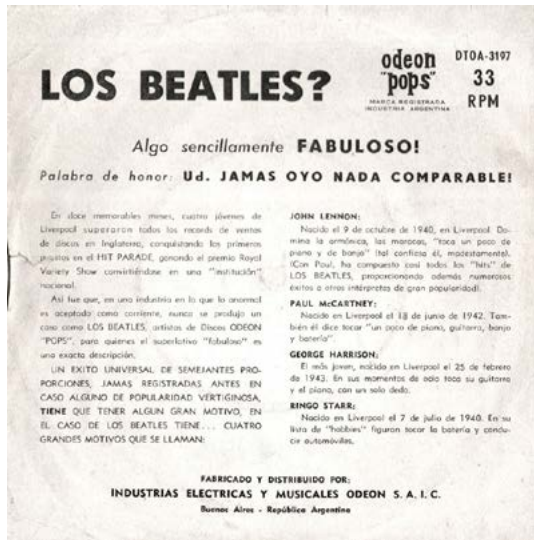 LOS BEATLES?
odeon
"pops"
MARCA REGISTRADA
INDUSTRIA ARGENTINA
DTOA-3197
33
RPM
Algo sencillamente FABULOSO!
Palabra de honor: Ud. JAMAS OYO NADA COMPARABLE!
En doce memorables meses, cuatro jóvenes de
Liverpool superaron todos los records de ventas
de discos en Inglaterra, conquistando los primeros
puestos en el HIT PARADE, ganando el premio Royal
Variety Show convirtiéndose en una "institución"
nacional.
Así fue que, en una industria en la que lo anormal
es aceptado como corriente, nunca se produjo un
caso como LOS BEATLES, artistas de Discos ODEON
"POPS", para quienes el superlativo "fabuloso" es
una exacta descripción.
UN EXITO UNIVERSAL DE SEMEJANTES PRO-
PORCIONES, JAMAS REGISTRADAS ANTES EN
CASO ALGUNO DE POPULARIDAD VERTIGINOSA,
TIENE QUE TENER ALGUN GRAN MOTIVO, EN
EL CASO DE LOS BEATLES TIENE... CUATRO
GRANDES MOTIVOS QUE SE LLAMAN:
JOHN LENNON:
Nacido el 9 de octubre de 1940, en Liverpool. Do-
mina la armónica, las maracas, "toca un poco de
piano y de banjo" (tal confiesa él, modestamente).
(Con Paul, ha compuesto casi todos los "hits" de
LOS BEATLES, proporcionando además numerosos
éxitos a otros intérpretes de gran popularidad).
PAUL McCARTNEY:
Nacido en Liverpool el 18 de junio de 1942. Tam-
bién él dice tocar "un poco de piano, guitarra, banjo
y batería".
GEORGE HARRISON:
El más joven, nacido en Liverpool el 25 de febrero
de 1943. En sus momentos de ocio toca su guitarra
y el piano, con un solo dedo.
RINGO STARR:
Nacido en Liverpool el 7 de julio de 1940. En su
lista de "hobbies" figuran tocar la batería y condu-
cir automóviles.
FABRICADO Y DISTRIBUIDO POR:
INDUSTRIAS ELECTRICAS Y MUSICALES ODEON S. A. I. C.
Buenos Aires - República Argentina